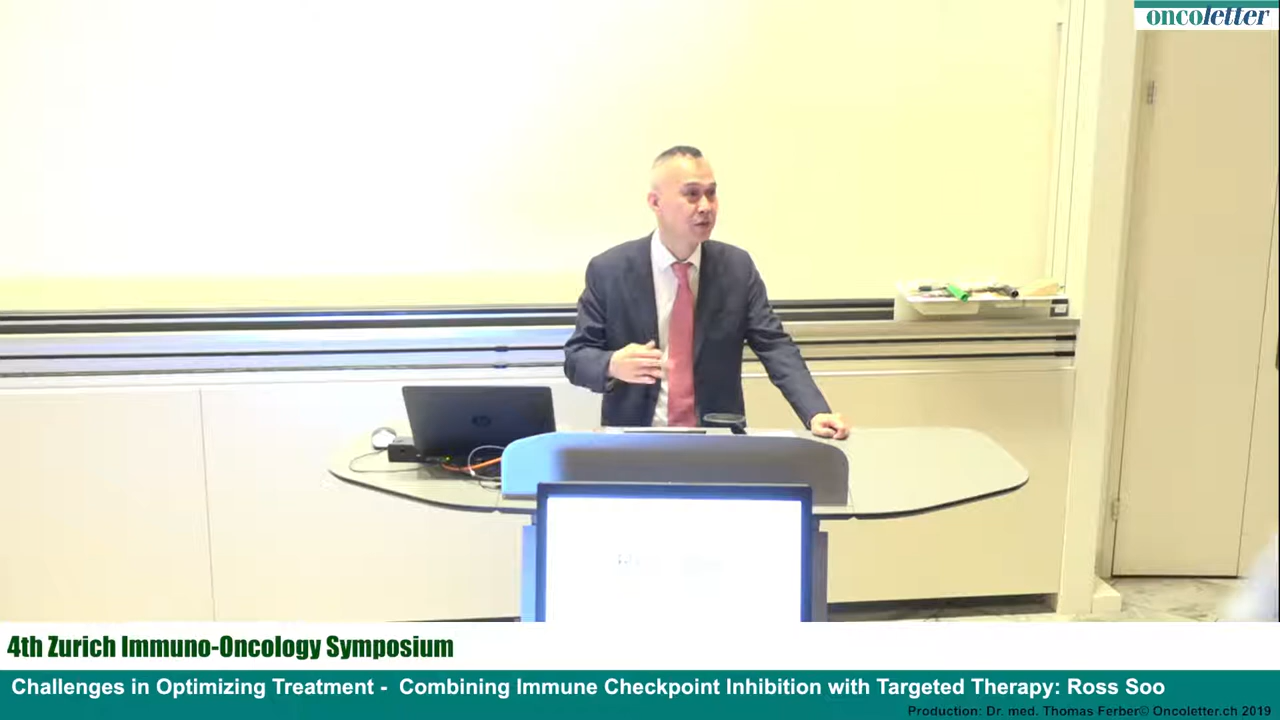 oncoletter
4th Zurich Immuno-Oncology Symposium
Challenges in Optimizing Treatment - Combining Immune Checkpoint Inhibition with Targeted Therapy: Ross Soo
Production: Dr. med. Thomas Ferber© Oncoletter.ch 2019